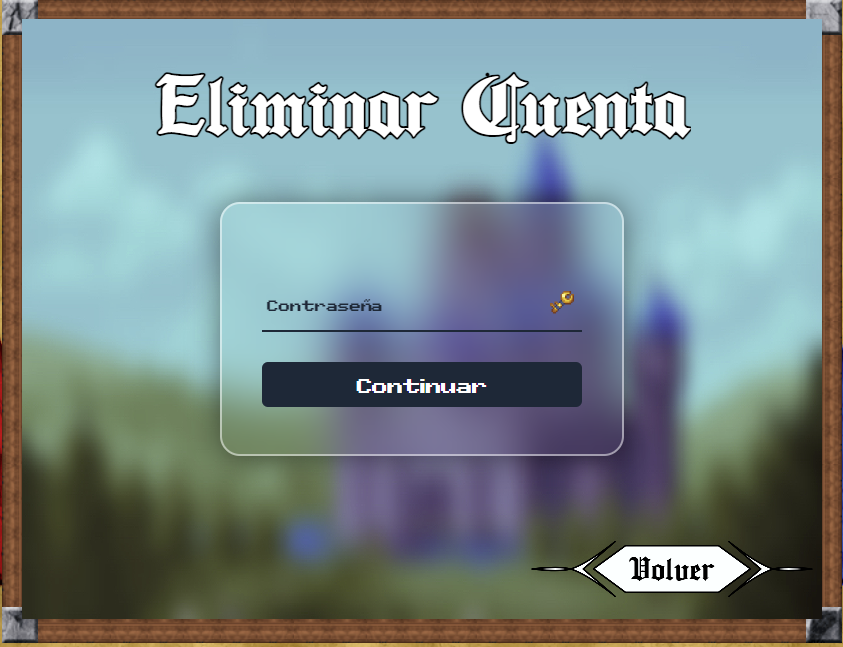 Eliminar Cuenta
Contraseña
Continuar
Volver